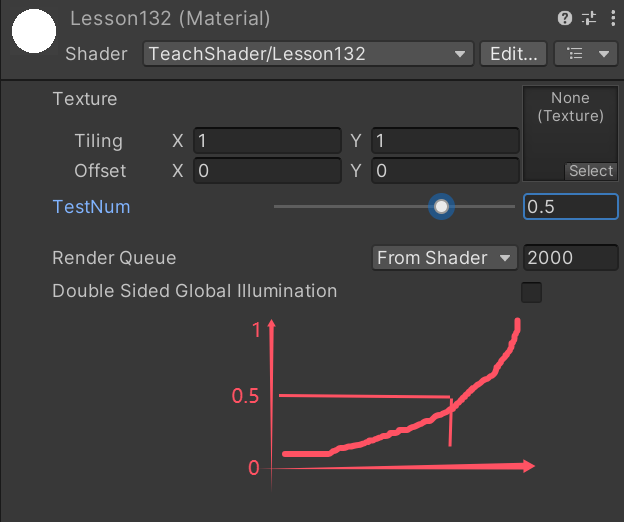 Lesson132 (Material)
Shader TeachShader/Lesson132 Edit...
Texture None
(Texture)
Tiling X 1 Y 1
Offset X 0 Y 0 Select
TestNum 0.5
Render Queue From Shader 2000
Double Sided Global Illumination
1
0.5
0